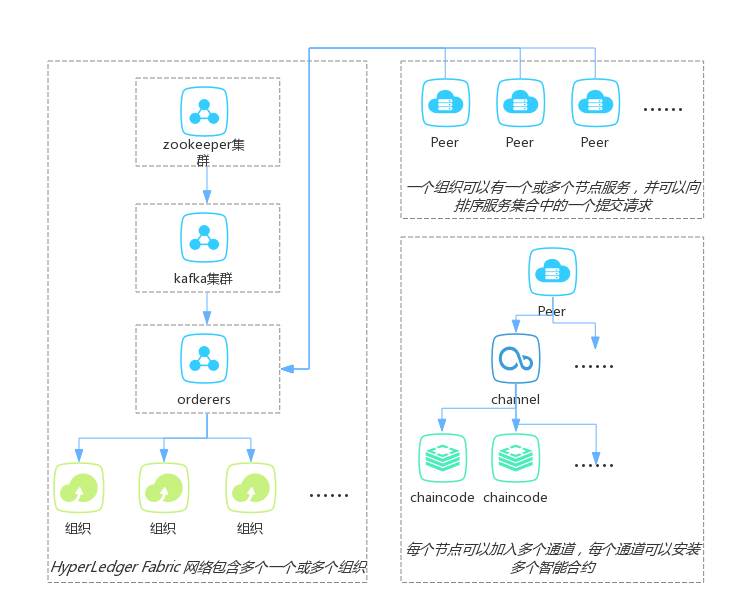 zookeeper集
群
kafka集群
orderers
组织
组织
组织
......
HyperLedger Fabric 网络包含多个一个或多个组织
Peer
Peer
Peer
......
一个组织可以有一个或多个节点服务，并可以向
排序服务集合中的一个提交请求
Peer
channel
......
chaincode
chaincode
......
每个节点可以加入多个通道，每个通道可以安装
多个智能合约